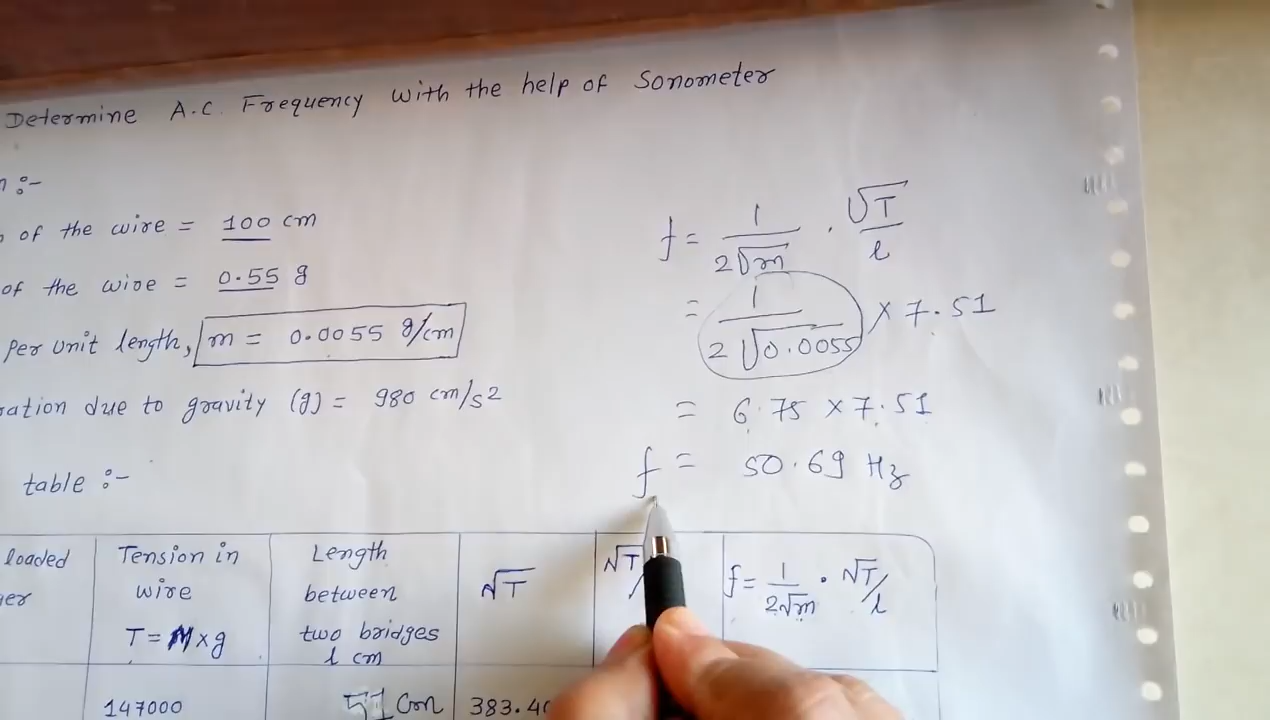 Determine A.C. Frequency with the help of Sonometer
n :-
of the wire = 100 cm
of the wire = 0.55 g
per unit length, m = 0.0055 g/cm
ration due to gravity (g) = 980 cm/s2
table :-
f = 1/2√m . √T/l
= 1/2√0.0055 × 7.51
= 6.75 × 7.51
f = 50.69 Hz
loaded
ger
Tension in
wire
T = M×g
Length
between
two bridges
l cm
√T
√T/
f = 1/2√m . √T/l
147000
51 cm
383.40